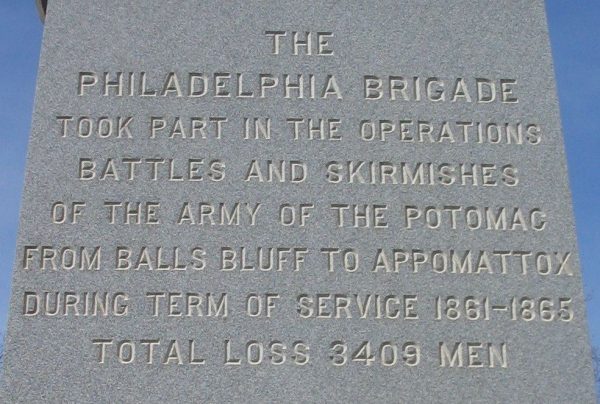 THE
PHILADELPHIA BRIGADE
TOOK PART IN THE OPERATIONS
BATTLES AND SKIRMISHES
OF THE ARMY OF THE POTOMAC
FROM BALLS BLUFF TO APPOMATTOX
DURING TERM OF SERVICE 1861-1865
TOTAL LOSS 3409 MEN